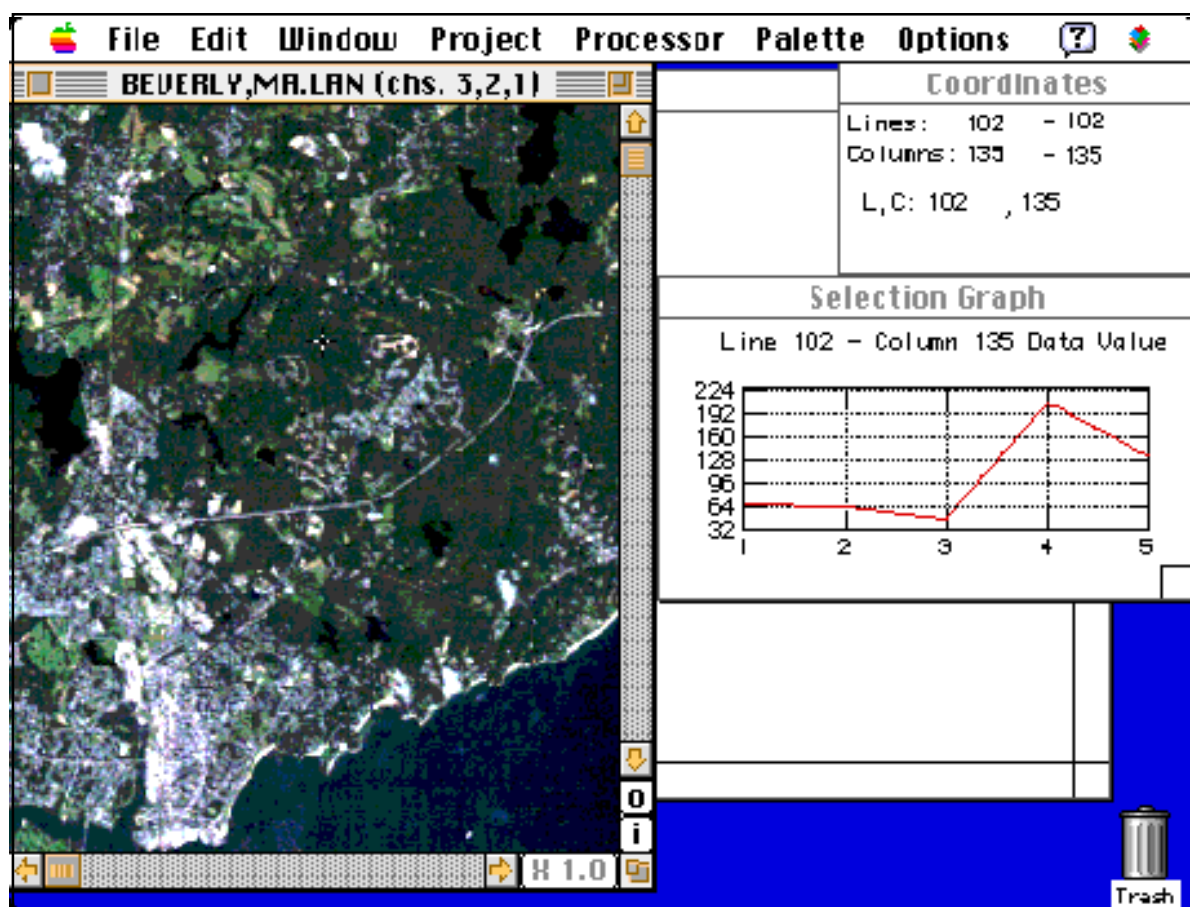 File Edit Window Project Processor Palette Options ?
BEVERLY,MA.LAN (chs. 3,2,1)
Coordinates
Lines: 102 - 102
Columns: 135 - 135
L,C: 102 , 135
Selection Graph
Line 102 - Column 135 Data Value
224
192
160
128
96
64
32
1 2 3 4 5
O
i
X 1.0
Trash